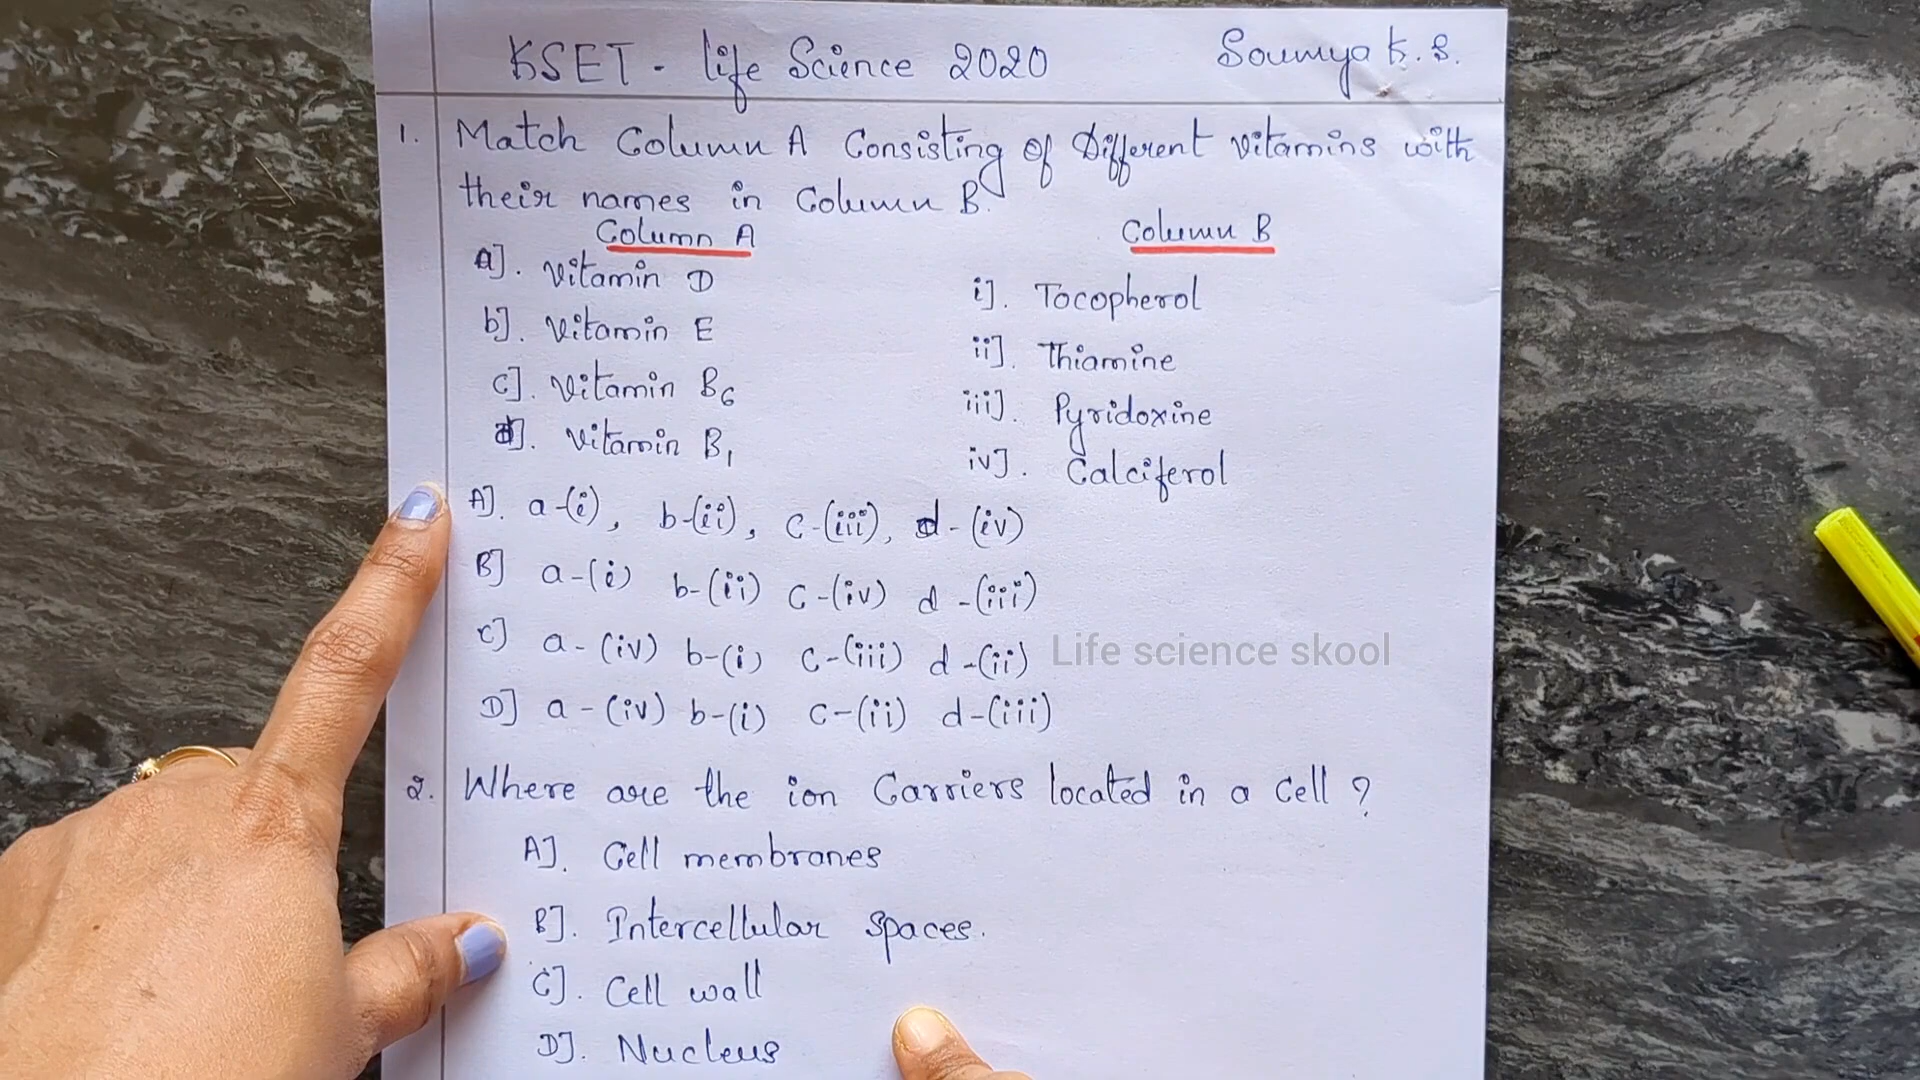 KSET - life Science 2020 Soumya K.S.
1. Match Column A Consisting of Different vitamins with
their names in Column B.
Column A Column B
a]. Vitamin D i]. Tocopherol
b]. Vitamin E ii]. Thiamine
c]. Vitamin B6 iii]. Pyridoxine
d]. Vitamin B1 iv]. Calciferol
A]. a-(i), b-(ii), c-(iii), d-(iv)
B] a-(i) b-(ii) c-(iv) d-(iii)
C] a-(iv) b-(i) c-(iii) d-(ii) Life science skool
D] a-(iv) b-(i) c-(ii) d-(iii)
2. Where are the ion Carriers located in a Cell ?
A]. Cell membranes
B]. Intercellular spaces.
C]. Cell wall
D]. Nucleus